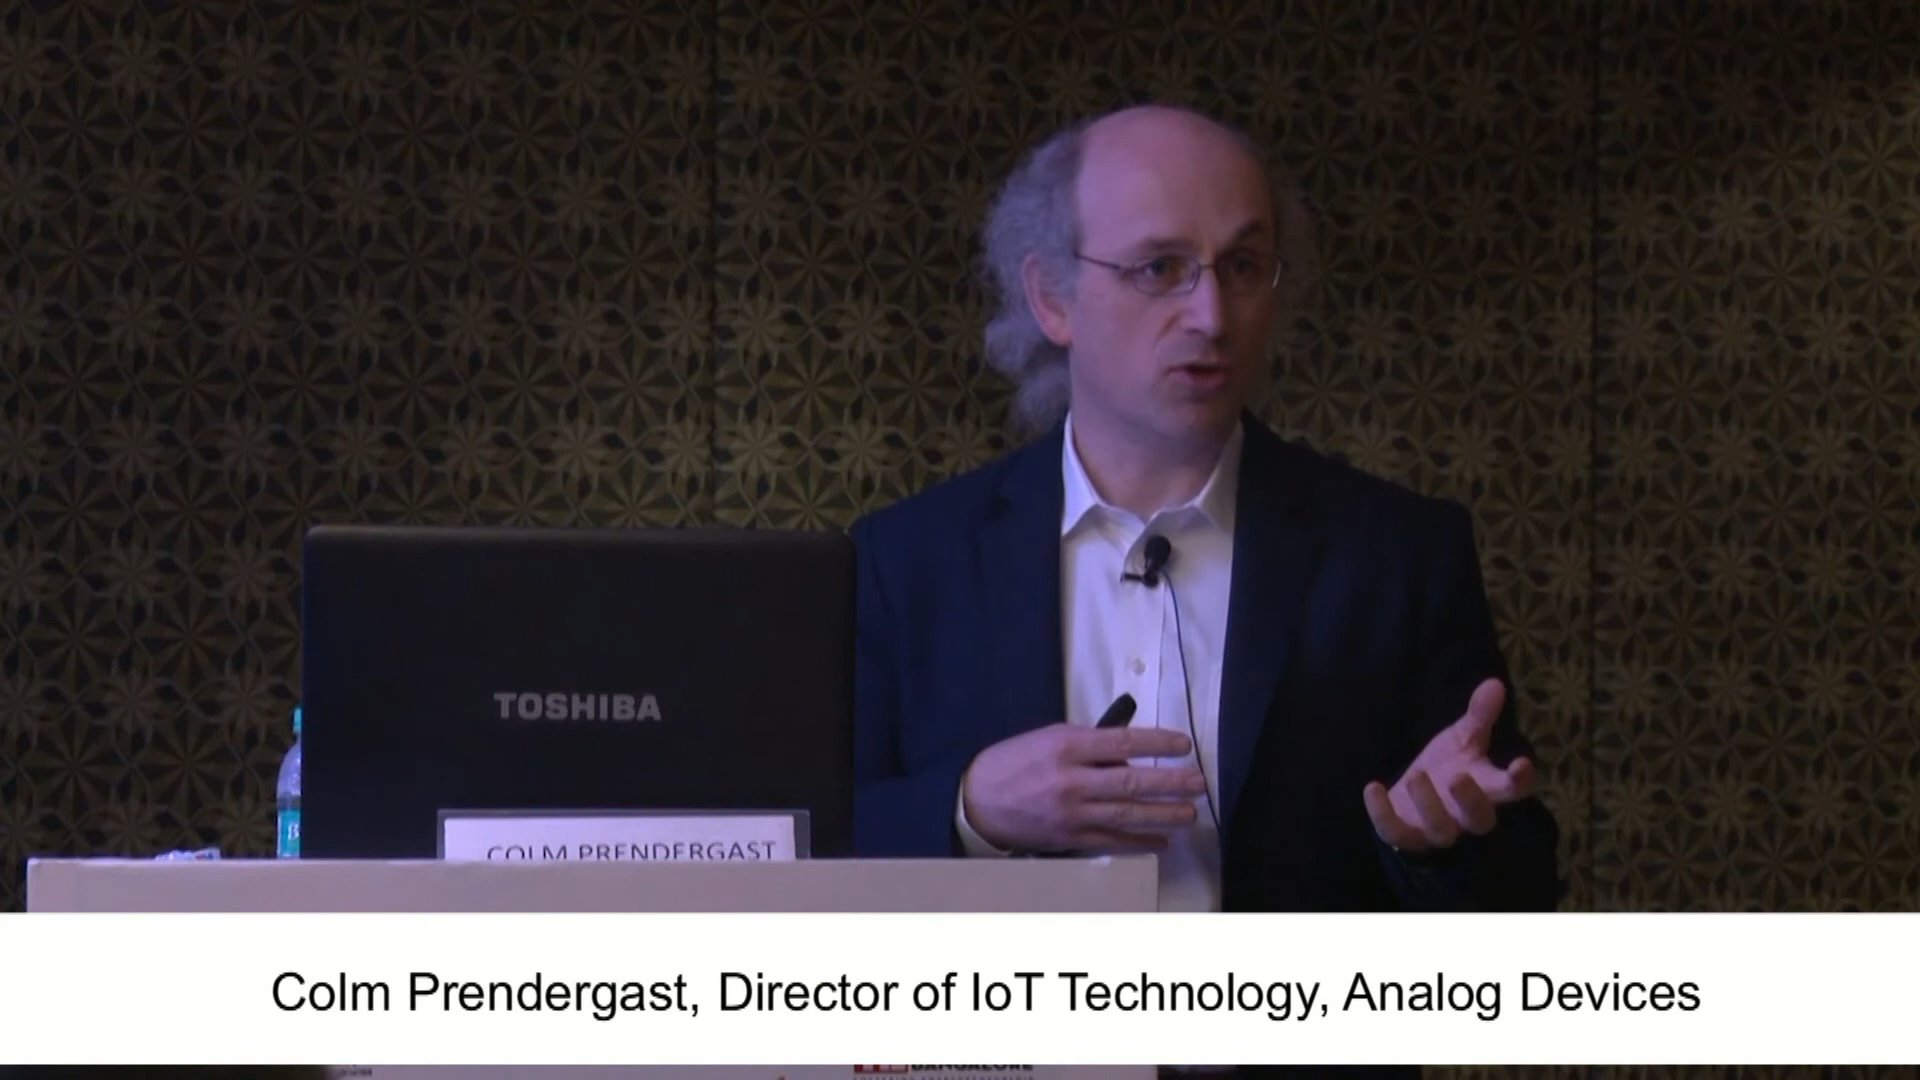 TOSHIBA
B
COLM PRENDERGAST
Colm Prendergast, Director of IoT Technology, Analog Devices
BANGALORE